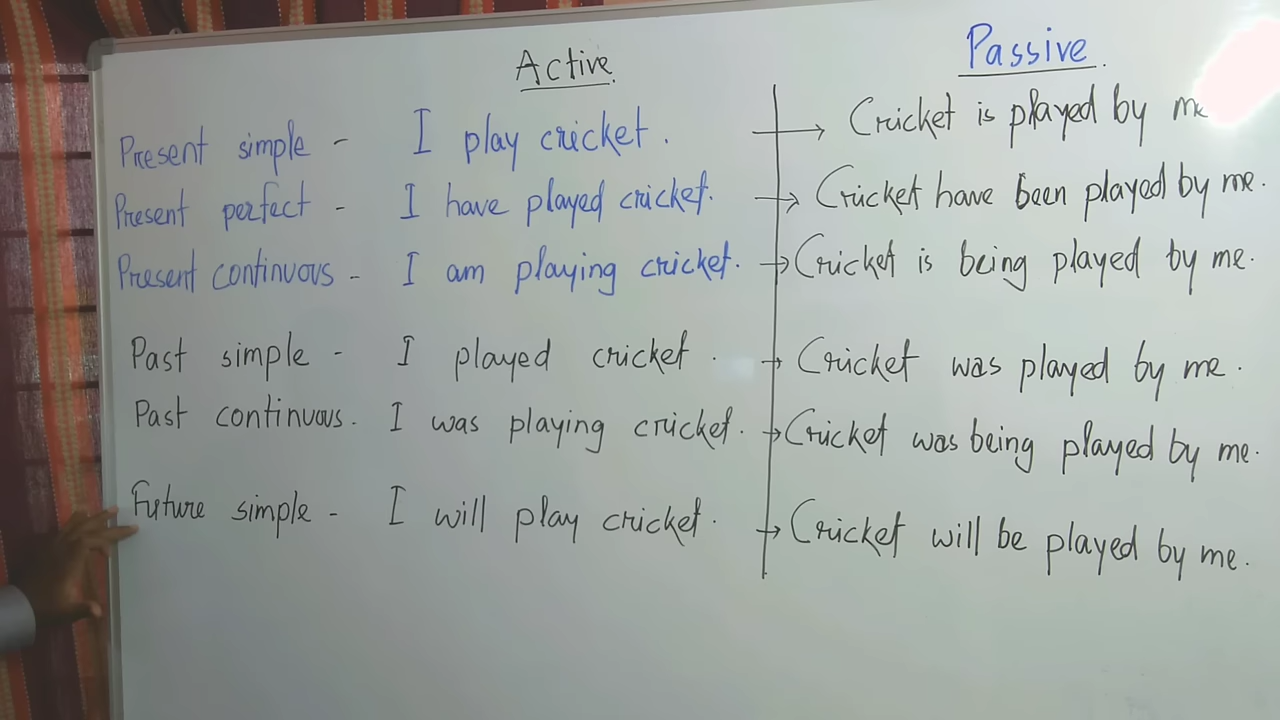 Active. Passive.
Present simple - I play cricket. Cricket is played by me
Present perfect - I have played cricket. Cricket have been played by me.
Present continuous - I am playing cricket. Cricket is being played by me.
Past simple - I played cricket. Cricket was played by me.
Past continuous. I was playing cricket. Cricket was being played by me.
Future simple - I will play cricket. Cricket will be played by me.